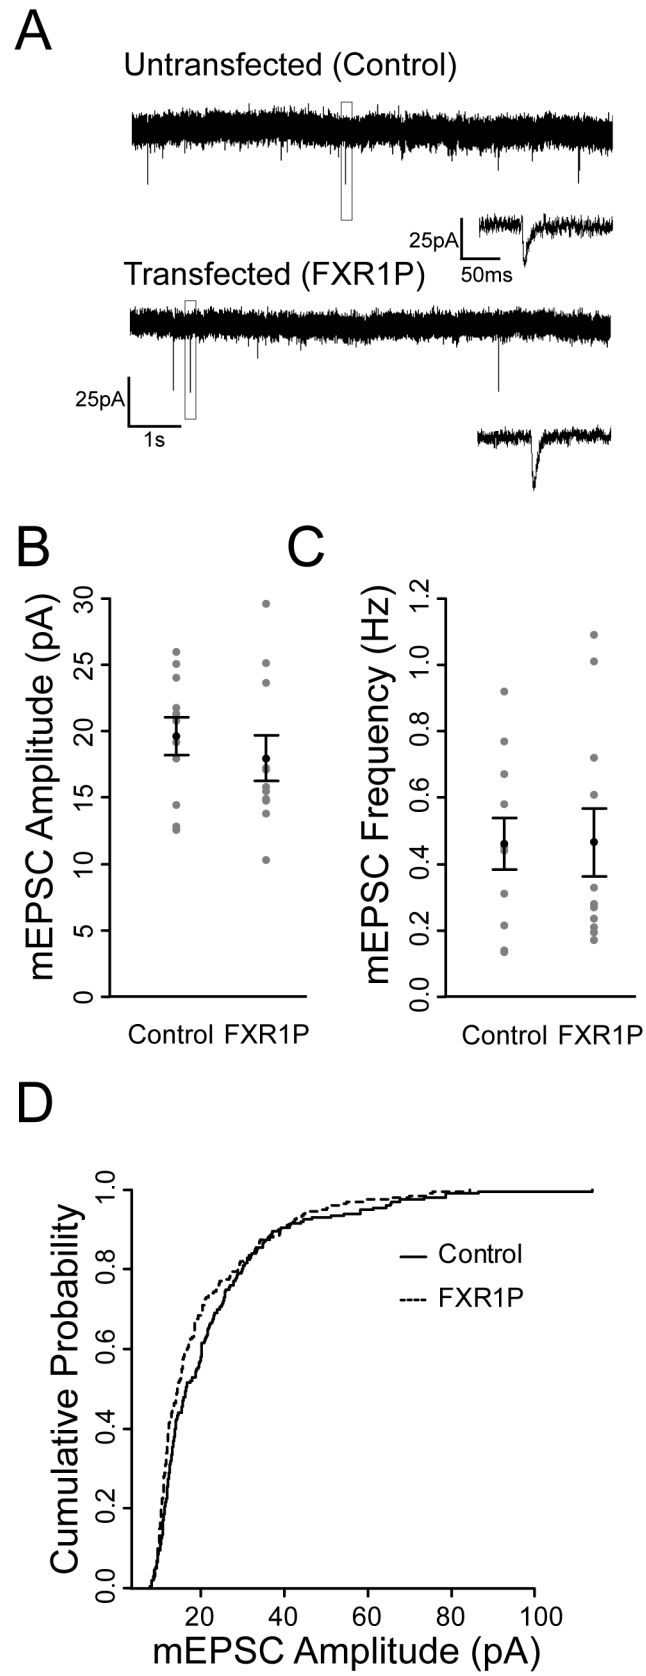 A
Untransfected (Control)
25pA
50ms
Transfected (FXR1P)
25pA
1s
B
mEPSC Amplitude (pA)
30
25
20
15
10
5
0
Control FXR1P
C
mEPSC Frequency (Hz)
1.2
1.0
0.8
0.6
0.4
0.2
0.0
Control FXR1P
D
Cumulative Probability
1.0
0.8
0.6
0.4
0.2
0.0
Control
FXR1P
20 40 60 80 100
mEPSC Amplitude (pA)